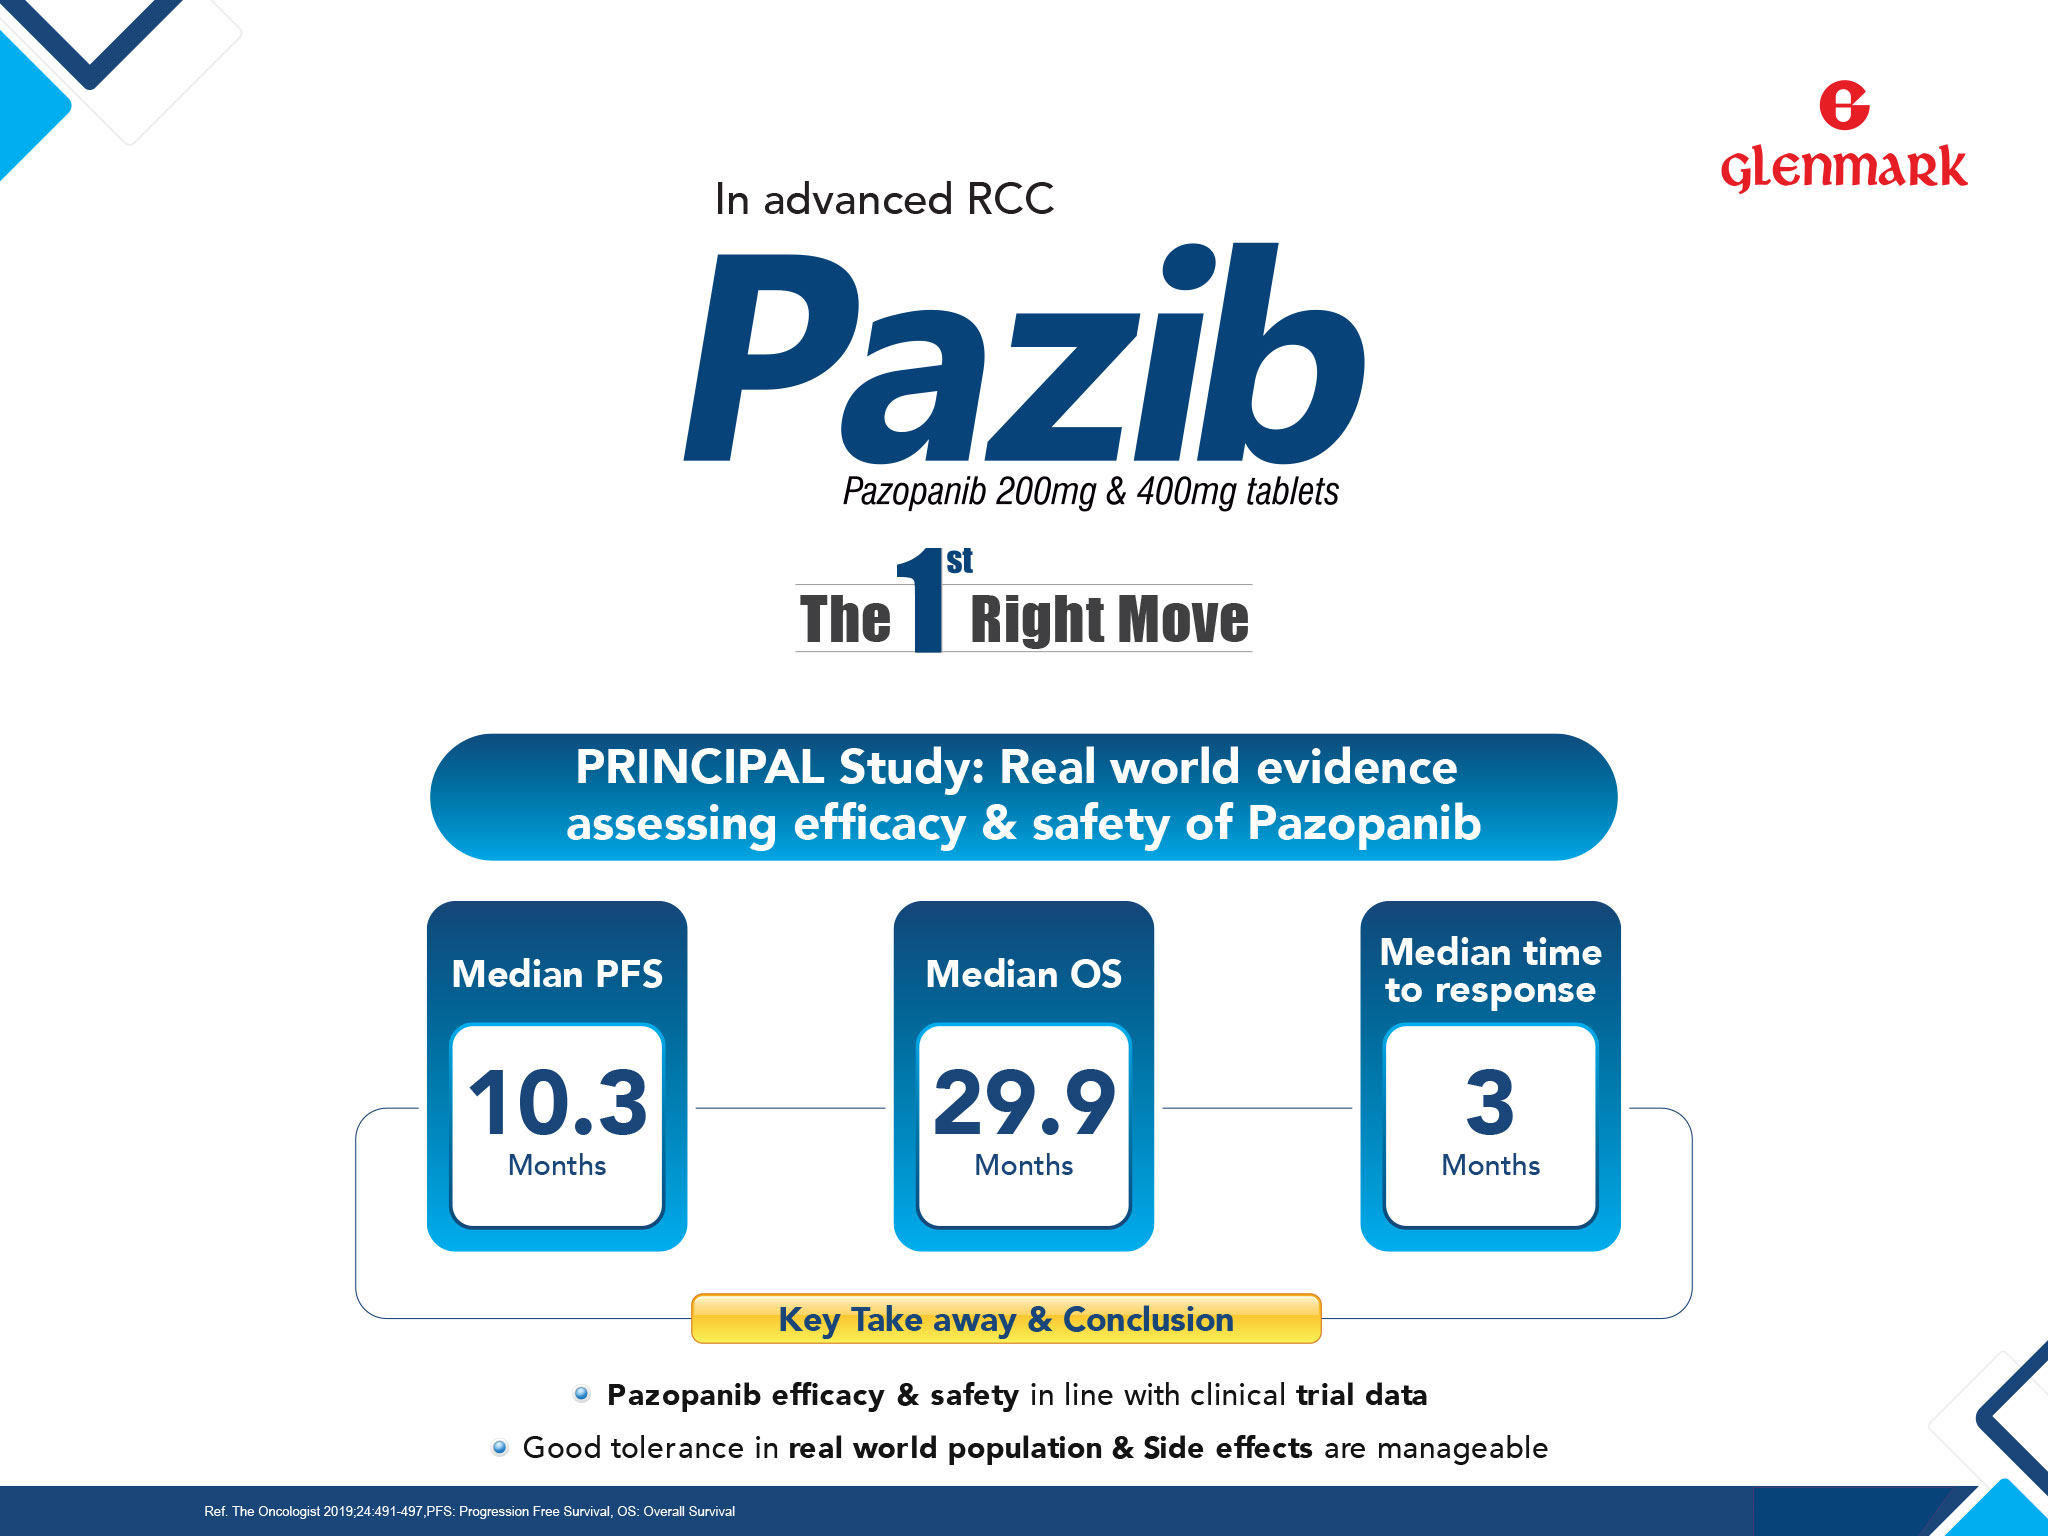 GLENMARK
In advanced RCC
Pazib
Pazopanib 200mg & 400mg tablets
The 1st Right Move
PRINCIPAL Study: Real world evidence
assessing efficacy & safety of Pazopanib
Median PFS
10.3
Months
Median OS
29.9
Months
Median time
to response
3
Months
Key Take away & Conclusion
Pazopanib efficacy & safety in line with clinical trial data
Good tolerance in real world population & Side effects are manageable
Ref. The Oncologist 2019;24:491-497,PFS: Progression Free Survival, OS: Overall Survival